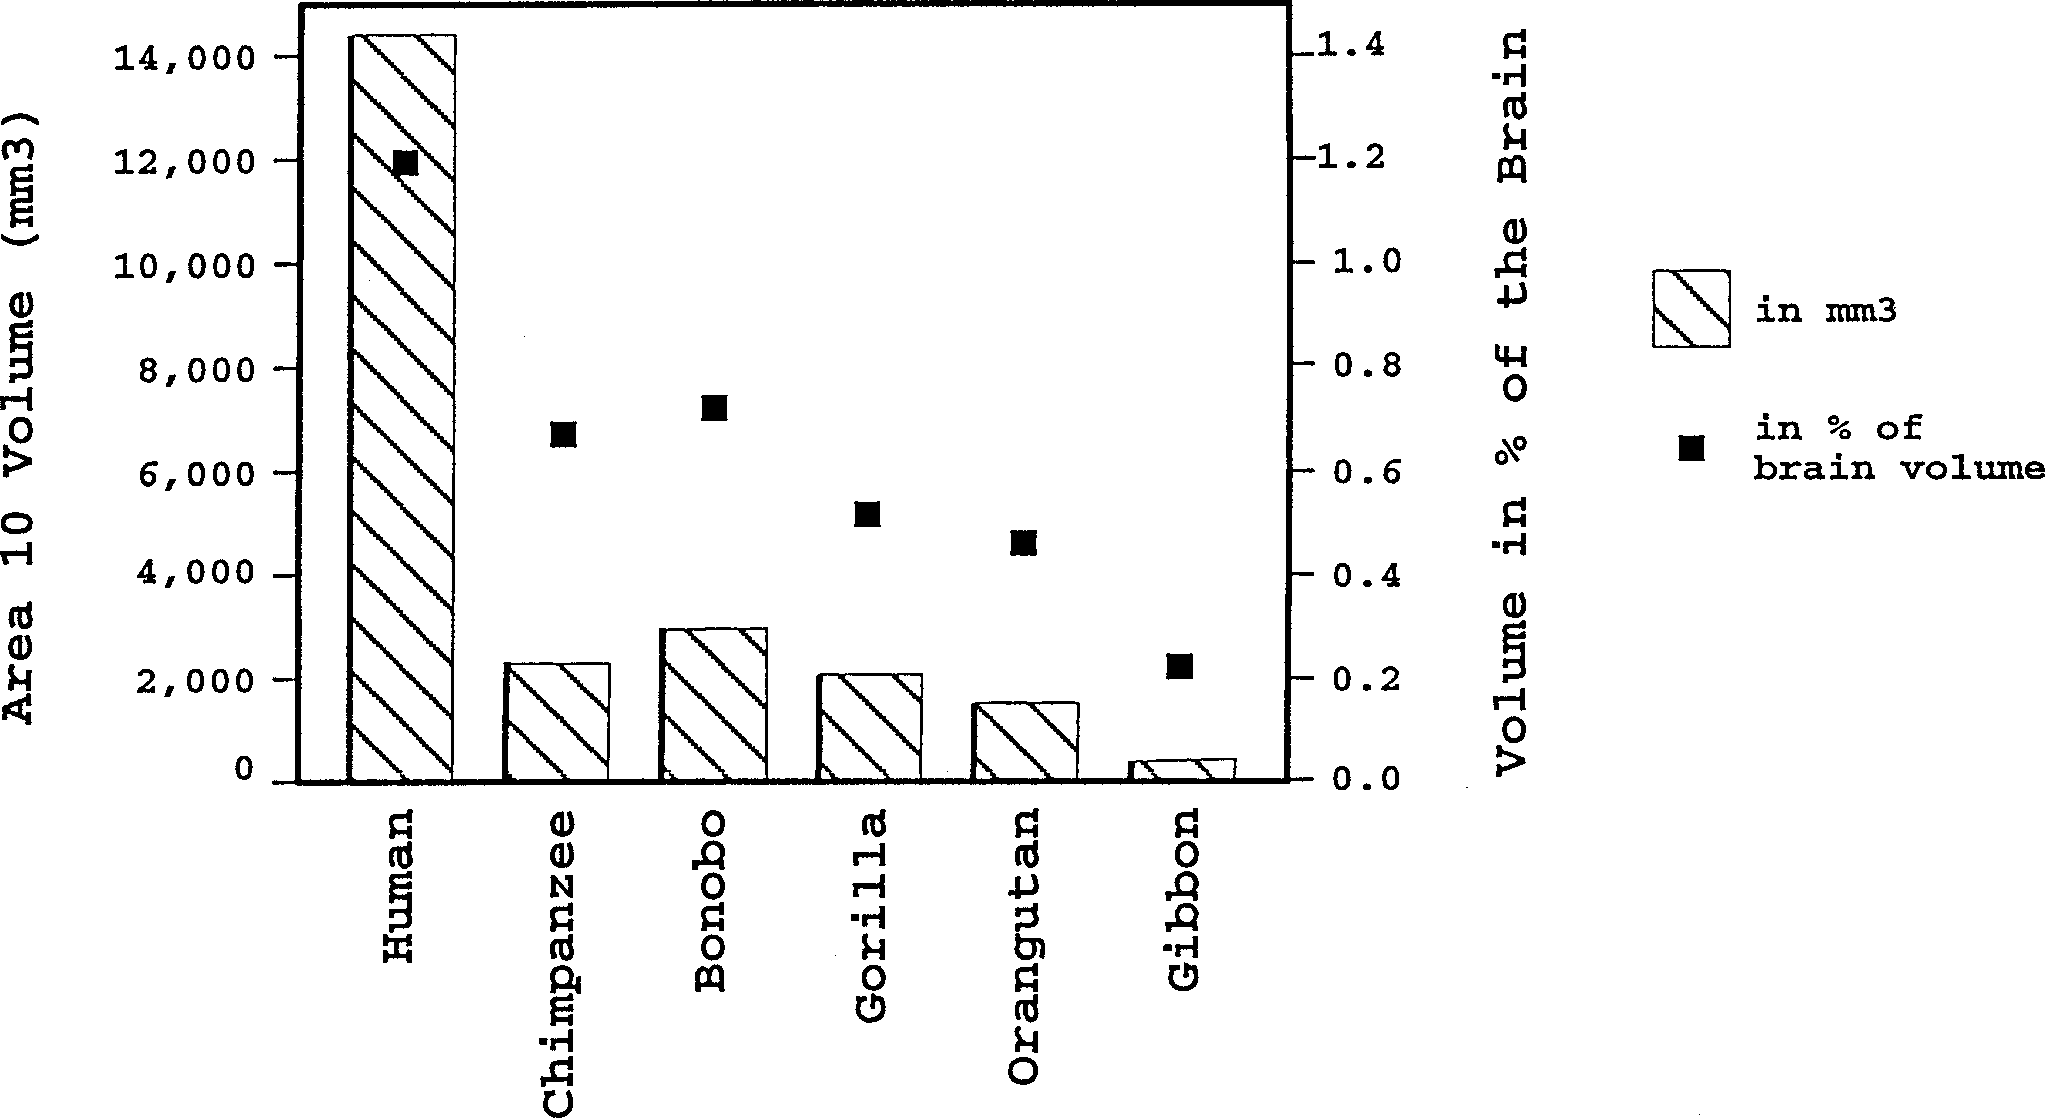 Area 10 Volume (mm3)
14,000
12,000
10,000
8,000
6,000
4,000
2,000
0
Human
Chimpanzee
Bonobo
Gorilla
Orangutan
Gibbon
1.4
1.2
1.0
0.8
0.6
0.4
0.2
0.0
Volume in % of the Brain
in mm3
in % of
brain volume